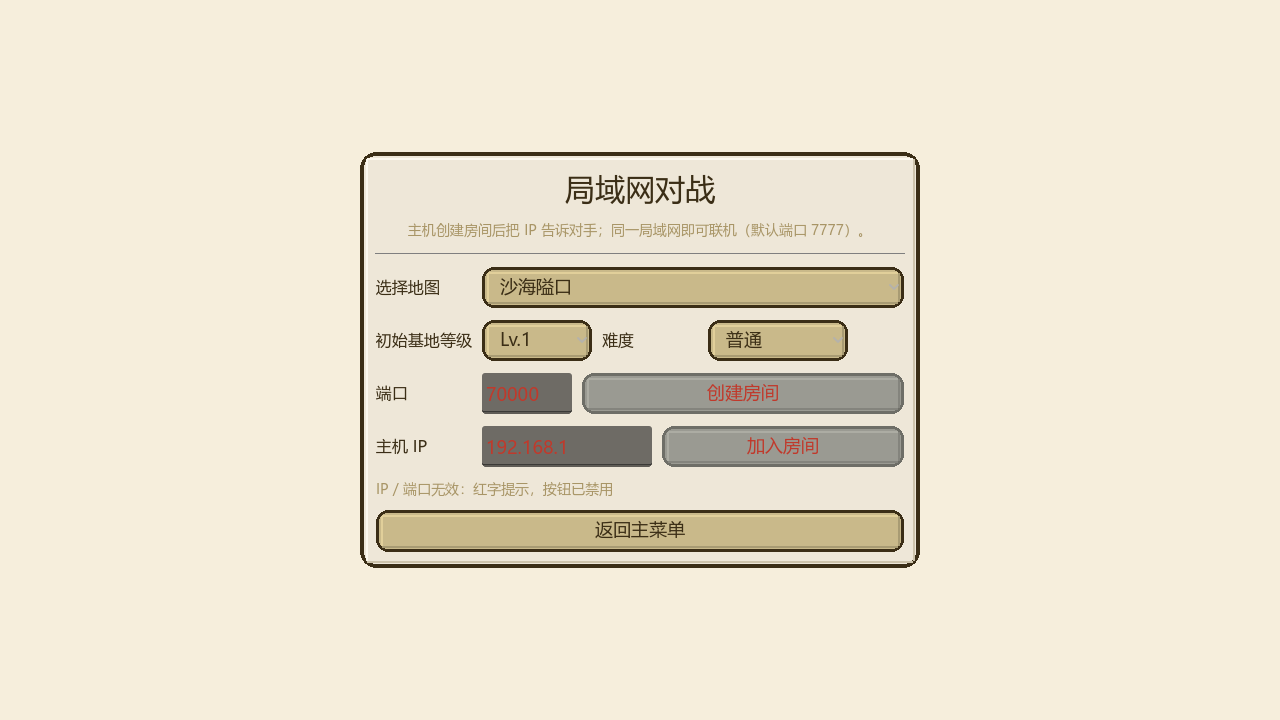 局域网对战
主机创建房间后把 IP 告诉对手；同一局域网即可联机（默认端口 7777）。
选择地图 沙海隘口
初始基地等级 Lv.1 难度 普通
端口 70000 创建房间
主机 IP 192.168.1 加入房间
IP / 端口无效：红字提示，按钮已禁用
返回主菜单